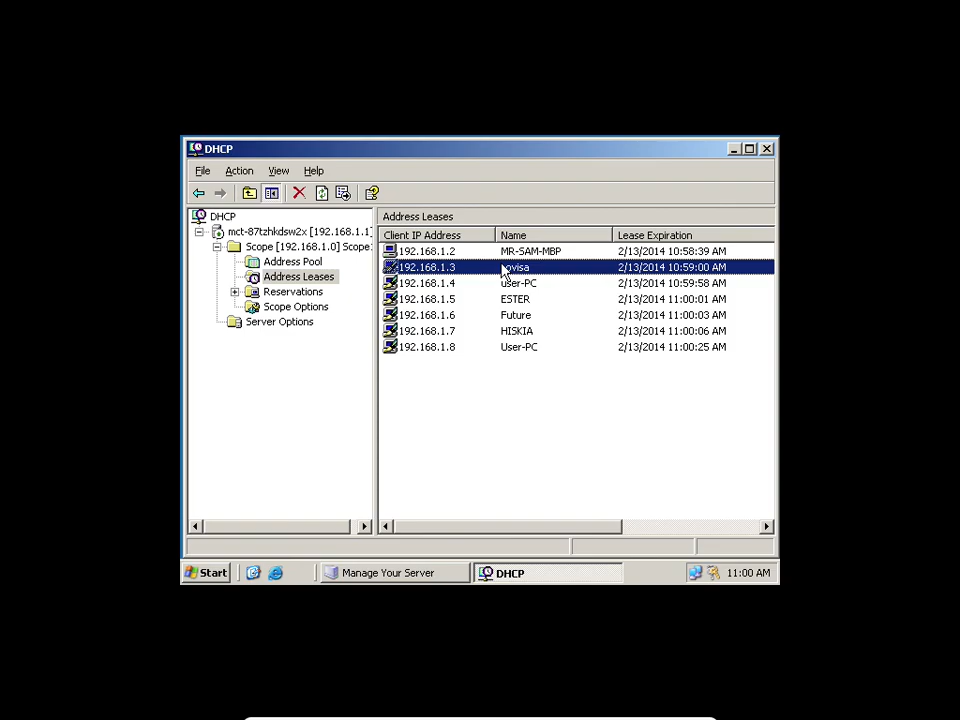 DHCP
File Action View Help
DHCP
mct-87tzhkdsw2x [192.168.1.1]
Scope [192.168.1.0] Scope
Address Pool
Address Leases
Reservations
Scope Options
Server Options
Address Leases
Client IP Address Name Lease Expiration
192.168.1.2 MR-SAM-MBP 2/13/2014 10:58:39 AM
192.168.1.3 2/13/2014 10:59:00 AM
192.168.1.4 user-PC 2/13/2014 10:59:58 AM
192.168.1.5 ESTER 2/13/2014 11:00:01 AM
192.168.1.6 Future 2/13/2014 11:00:03 AM
192.168.1.7 HISKIA 2/13/2014 11:00:06 AM
192.168.1.8 User-PC 2/13/2014 11:00:25 AM
Start Manage Your Server DHCP 11:00 AM